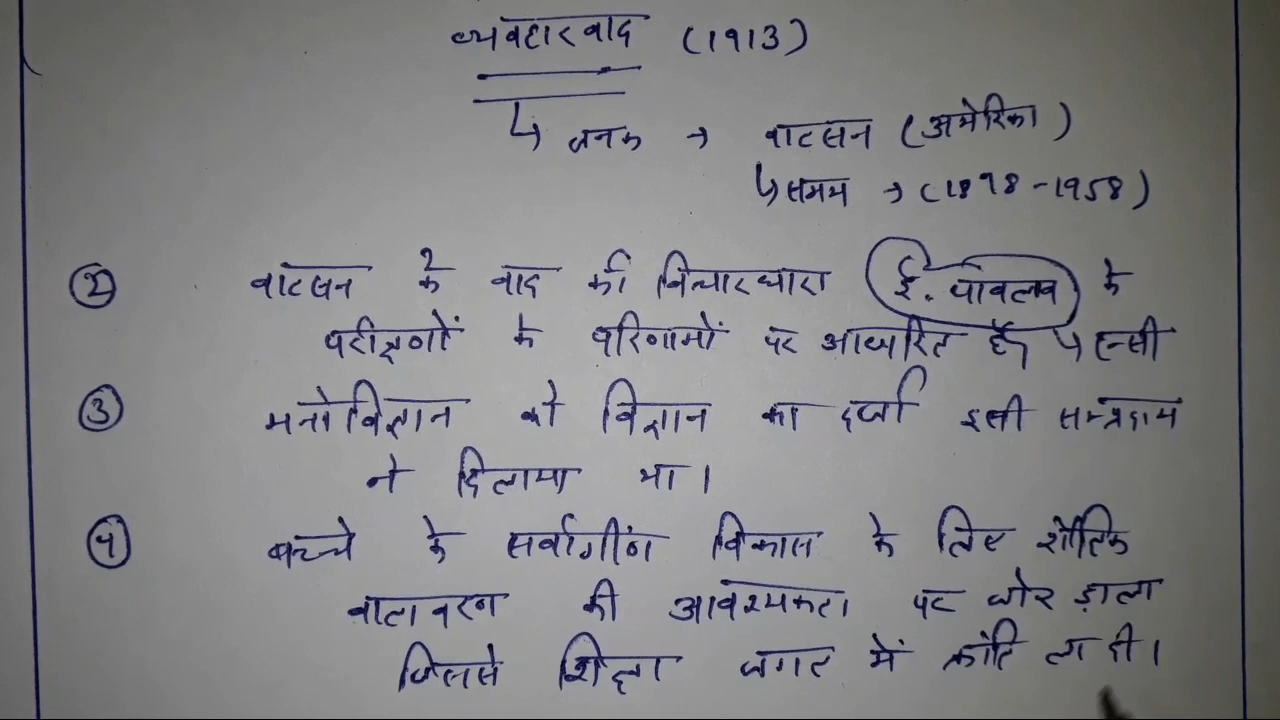 व्यवहारवाद (1913)
↳ जनक → वाटसन (अमेरिका)
↳ समय → (1878-1958)
② वाटसन के वाद की विचारधारा ई. पावलव के
परीक्षणों के परिणामों पर आधारित है ↳ रूसी
③ मनोविज्ञान को विज्ञान का दर्जा इसी सम्प्रदाय
ने दिलाया था।
④ बच्चे के सर्वागींण विकास के लिए शैतिक
वातावरण की आवश्यकता पर जोर डाला
जिससे शिक्षा जगत में क्रांति ला दी।